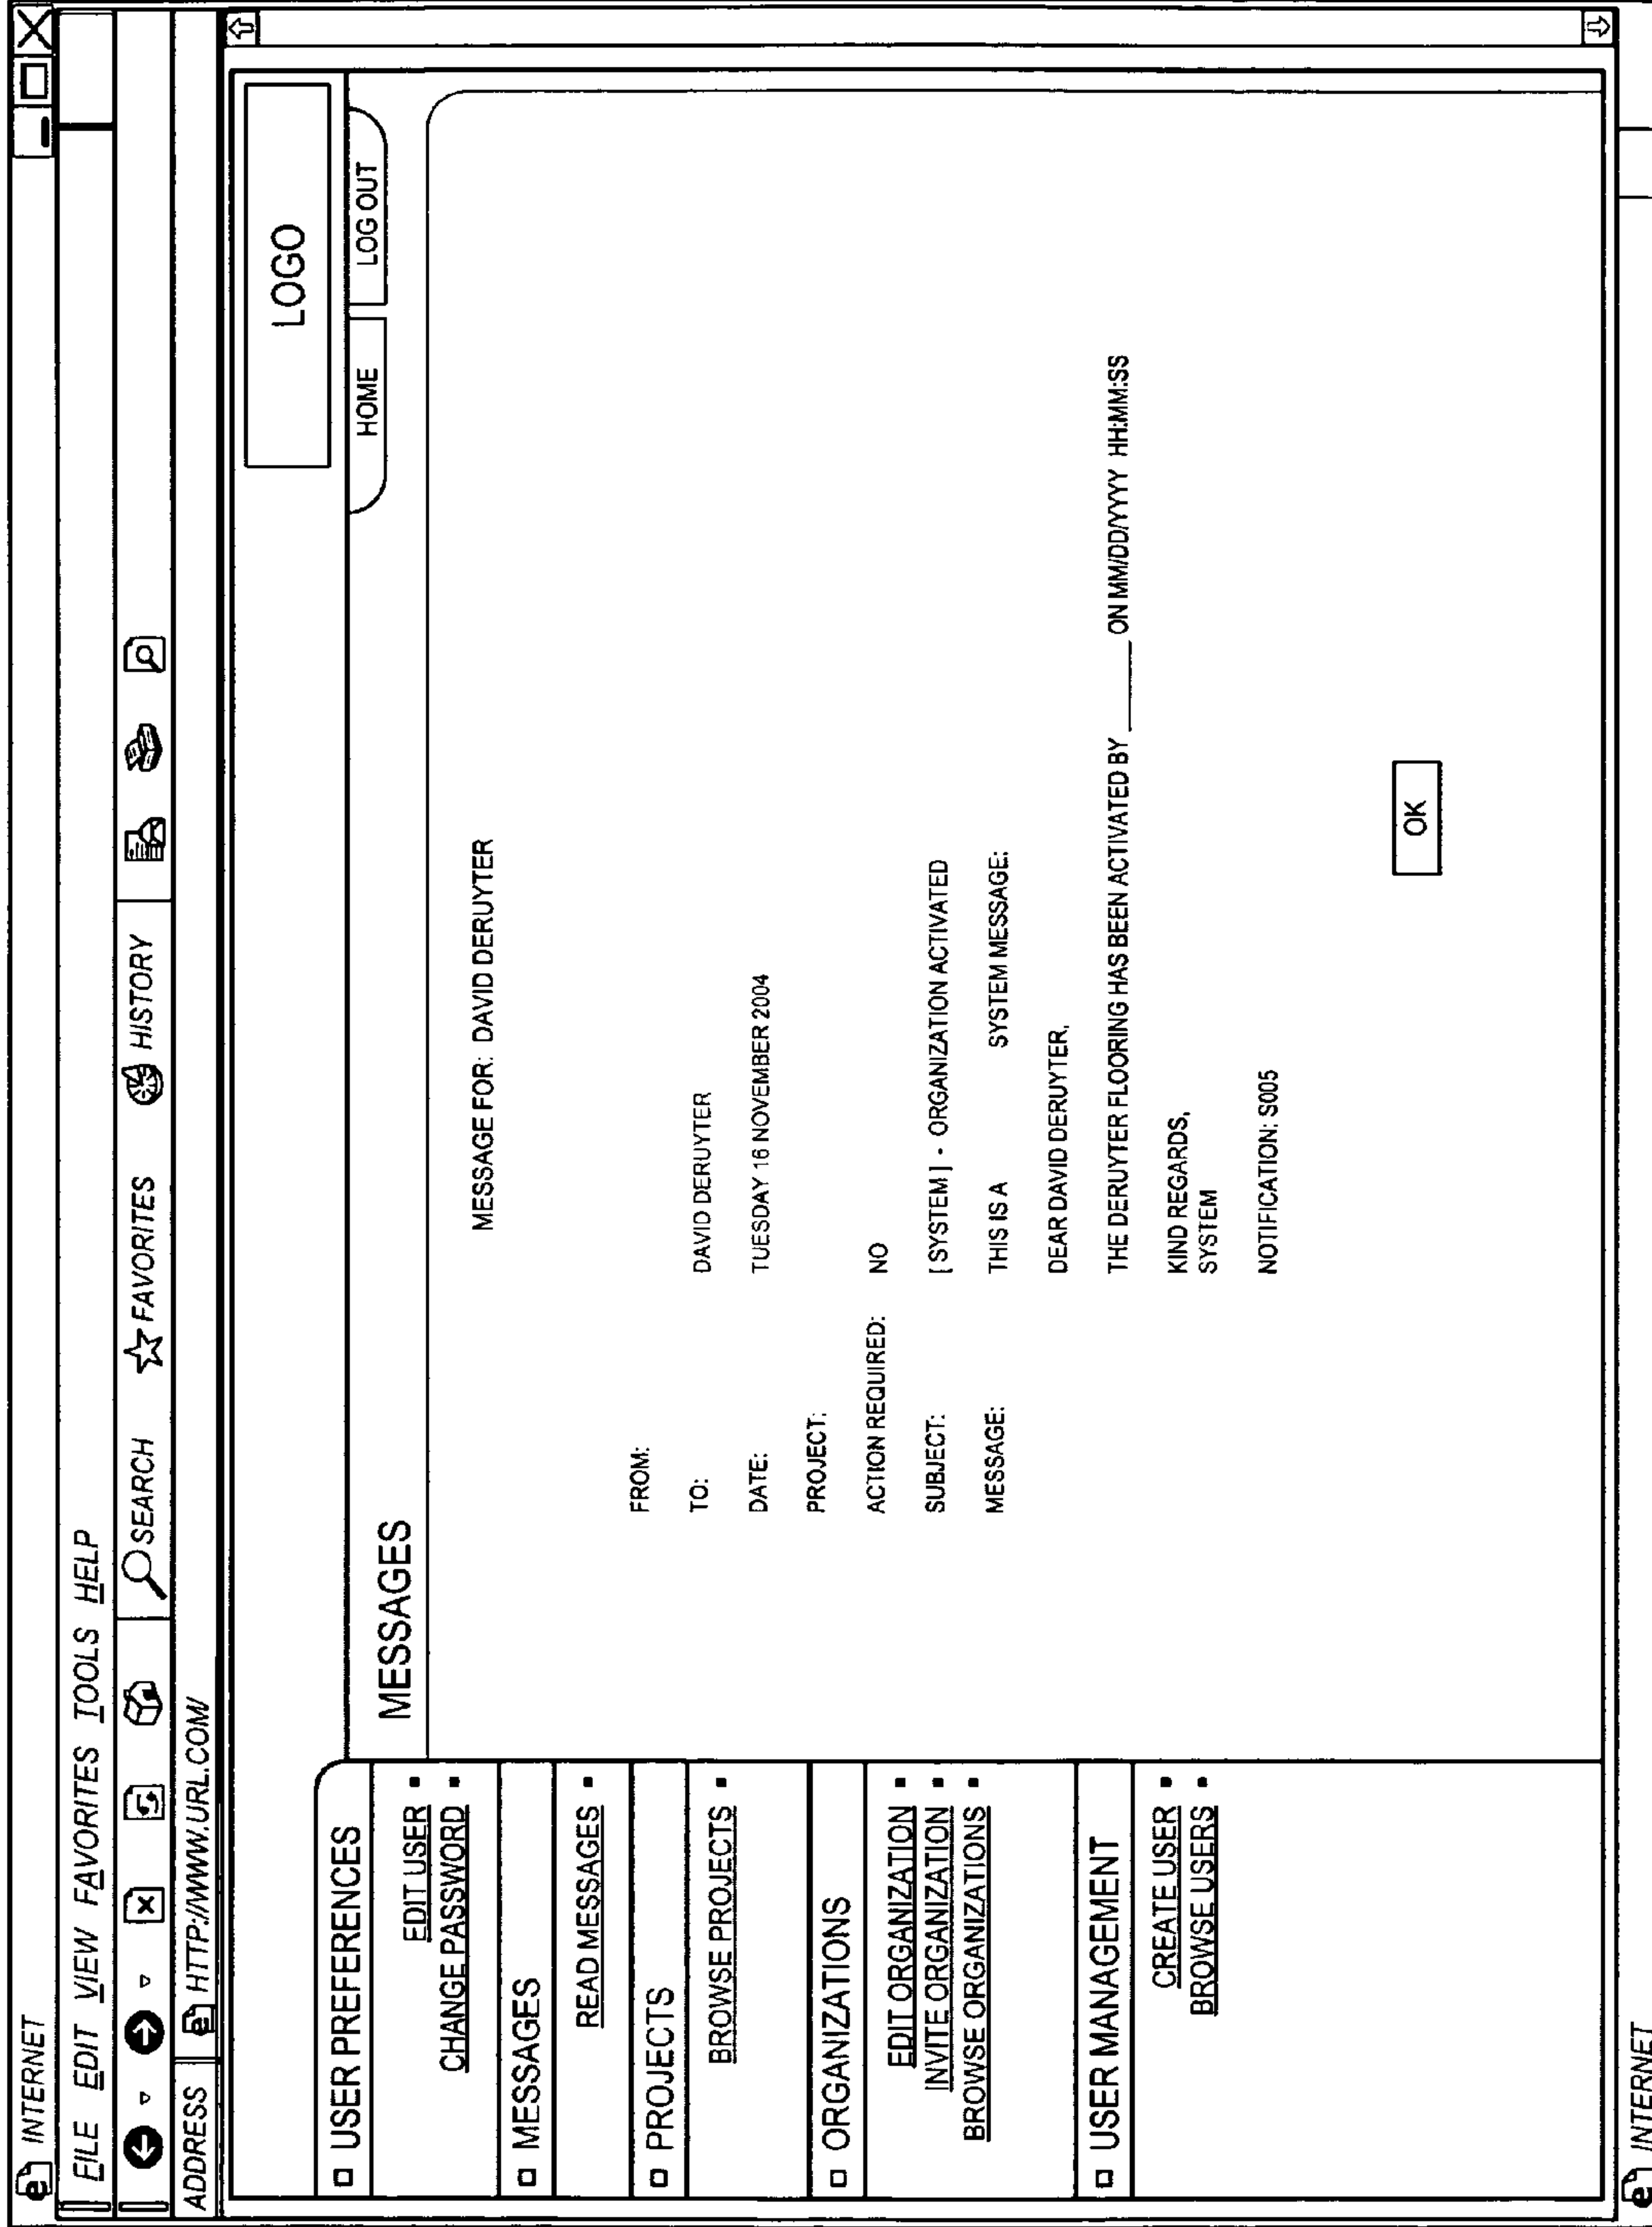 INTERNET
FILE EDIT VIEW FAVORITES TOOLS HELP
SEARCH FAVORITES HISTORY
ADDRESS HTTP://WWW.URL.COM/
LOGO
HOME LOG OUT
USER PREFERENCES
EDIT USER
CHANGE PASSWORD
MESSAGES
READ MESSAGES
PROJECTS
BROWSE PROJECTS
ORGANIZATIONS
EDIT ORGANIZATION
INVITE ORGANIZATION
BROWSE ORGANIZATIONS
USER MANAGEMENT
CREATE USER
BROWSE USERS
MESSAGES
MESSAGE FOR: DAVID DERUYTER
FROM:
TO: DAVID DERUYTER
DATE: TUESDAY 16 NOVEMBER 2004
PROJECT:
ACTION REQUIRED: NO
SUBJECT: [ SYSTEM ] - ORGANIZATION ACTIVATED
MESSAGE: THIS IS A SYSTEM MESSAGE:
DEAR DAVID DERUYTER,
THE DERUYTER FLOORING HAS BEEN ACTIVATED BY ______ ON MM/DD/YYYY HH:MM:SS
KIND REGARDS,
SYSTEM
NOTIFICATION: S005
OK
INTERNET